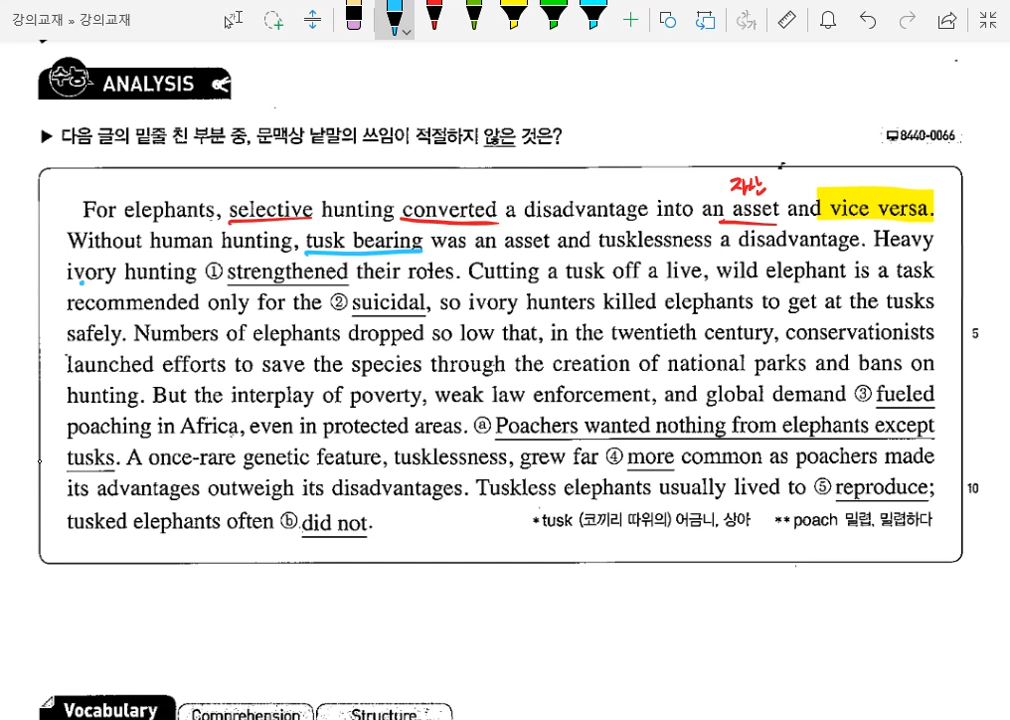 강의교재 » 강의교재
수능 ANALYSIS
▶ 다음 글의 밑줄 친 부분 중, 문맥상 낱말의 쓰임이 적절하지 않은 것은?
8440-0066
자산
For elephants, selective hunting converted a disadvantage into an asset and vice versa.
Without human hunting, tusk bearing was an asset and tusklessness a disadvantage. Heavy
ivory hunting ① strengthened their roles. Cutting a tusk off a live, wild elephant is a task
recommended only for the ② suicidal, so ivory hunters killed elephants to get at the tusks
safely. Numbers of elephants dropped so low that, in the twentieth century, conservationists
5
launched efforts to save the species through the creation of national parks and bans on
hunting. But the interplay of poverty, weak law enforcement, and global demand ③ fueled
poaching in Africa, even in protected areas. ⓐ Poachers wanted nothing from elephants except
tusks. A once-rare genetic feature, tusklessness, grew far ④ more common as poachers made
its advantages outweigh its disadvantages. Tuskless elephants usually lived to ⑤ reproduce;
10
tusked elephants often ⓑ did not.
*tusk (코끼리 따위의) 어금니, 상아 **poach 밀렵, 밀렵하다
Vocabulary Comprehension Structure